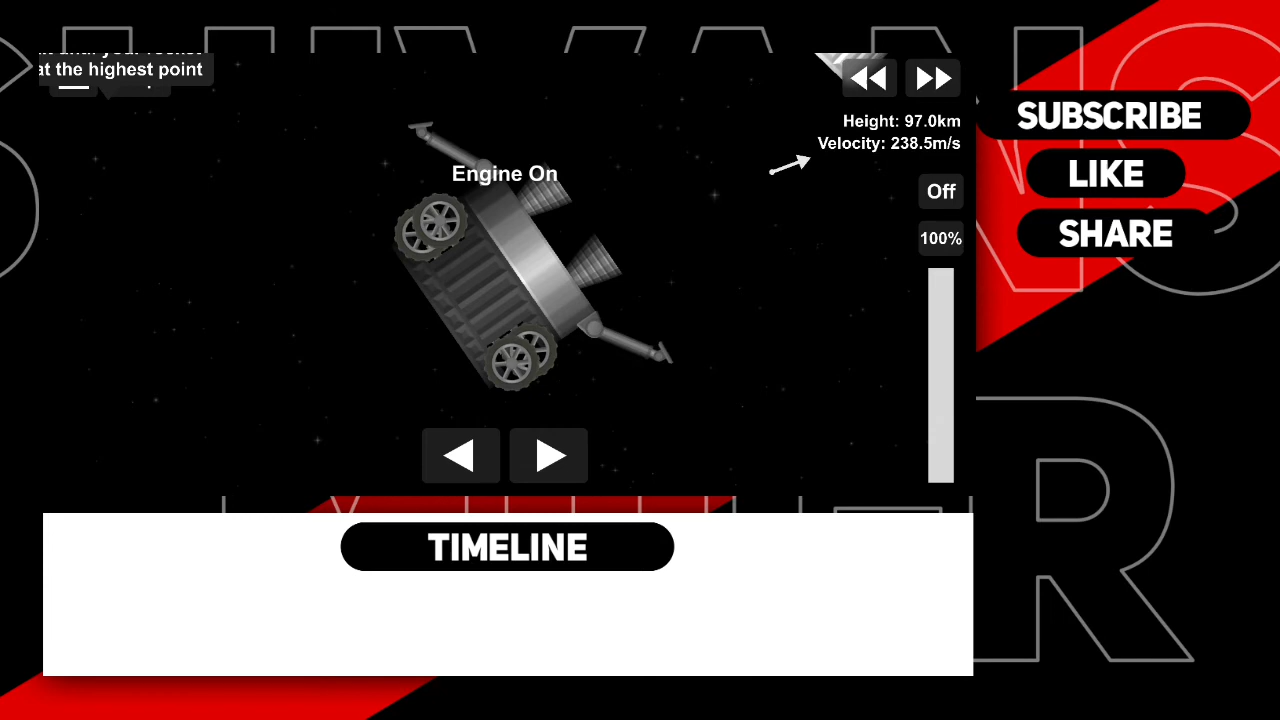 at the highest point
Height: 97.0km
Velocity: 238.5m/s
Engine On
Off
100%
SUBSCRIBE
LIKE
SHARE
TIMELINE